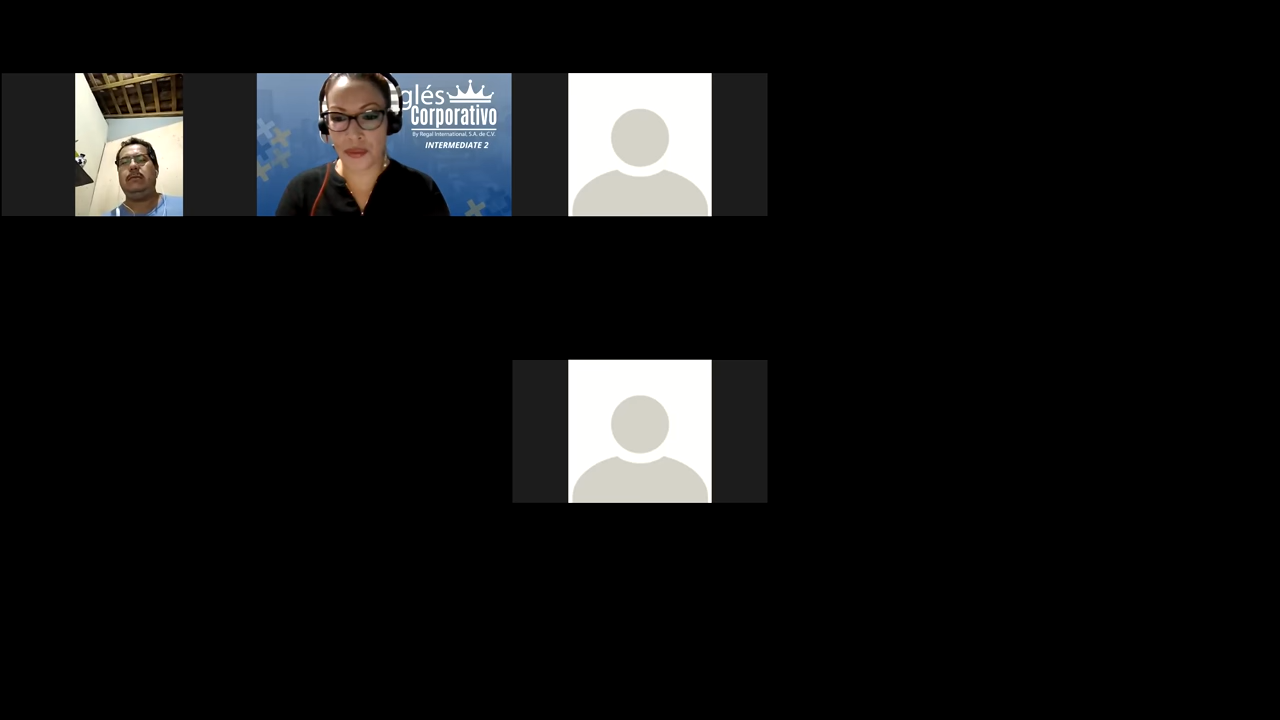 glés
Corporativo
By Regal International, S.A. de C.V.
INTERMEDIATE 2